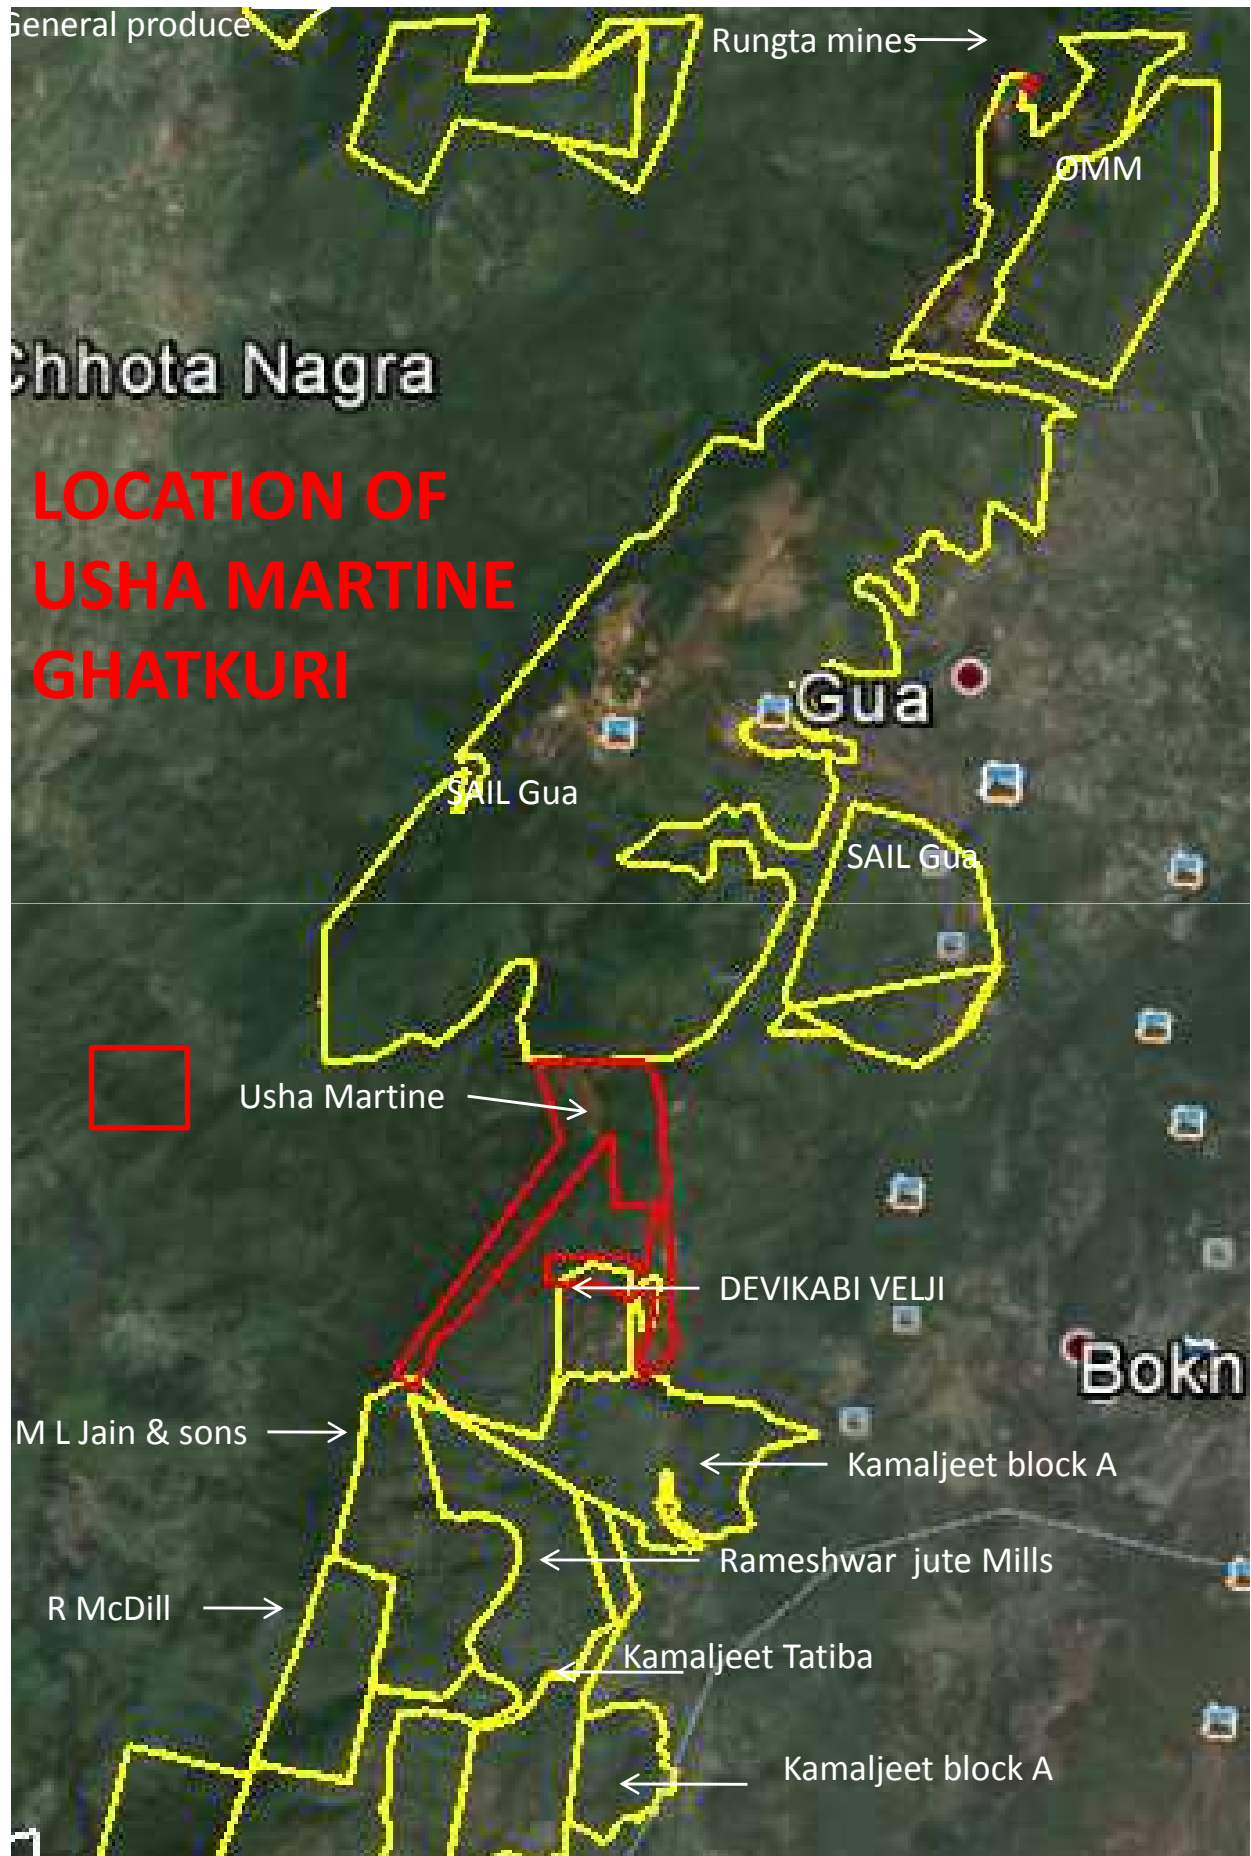 General produce
Rungta mines
OMM
Chhota Nagra
LOCATION OF
USHA MARTINE
GHATKURI
Gua
SAIL Gua
SAIL Gua
Usha Martine
DEVIKABI VELJI
Bokn
M L Jain & sons
Kamaljeet block A
Rameshwar jute Mills
R McDill
Kamaljeet Tatiba
Kamaljeet block A